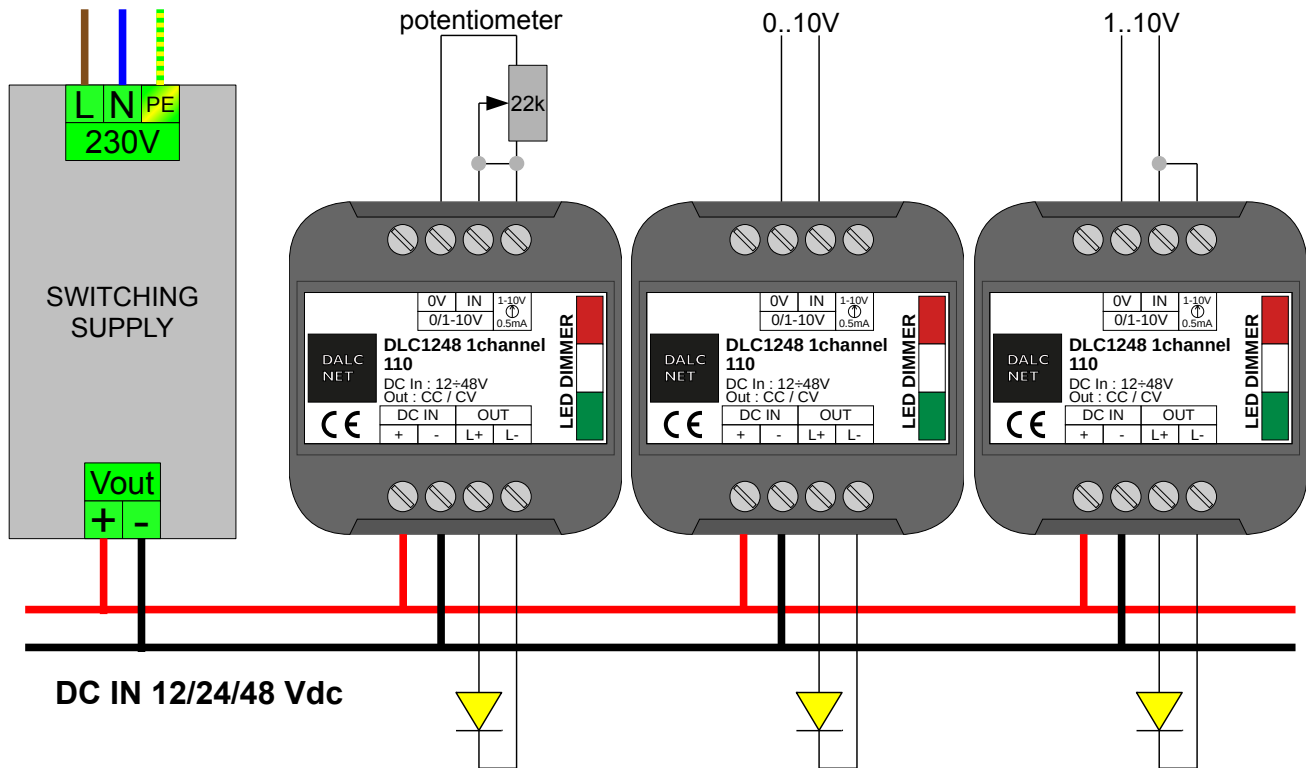 potentiometer
0..10V
1..10V
22k
L N PE
230V
SWITCHING
SUPPLY
Vout
+ -
0V IN 1-10V
0/1-10V 0.5mA
DALC
NET
DLC1248 1channel
110
DC In : 12÷48V
Out : CC / CV
CE
DC IN OUT
+ - L+ L-
LED DIMMER
0V IN 1-10V
0/1-10V 0.5mA
DALC
NET
DLC1248 1channel
110
DC In : 12÷48V
Out : CC / CV
CE
DC IN OUT
+ - L+ L-
LED DIMMER
0V IN 1-10V
0/1-10V 0.5mA
DALC
NET
DLC1248 1channel
110
DC In : 12÷48V
Out : CC / CV
CE
DC IN OUT
+ - L+ L-
LED DIMMER
DC IN 12/24/48 Vdc